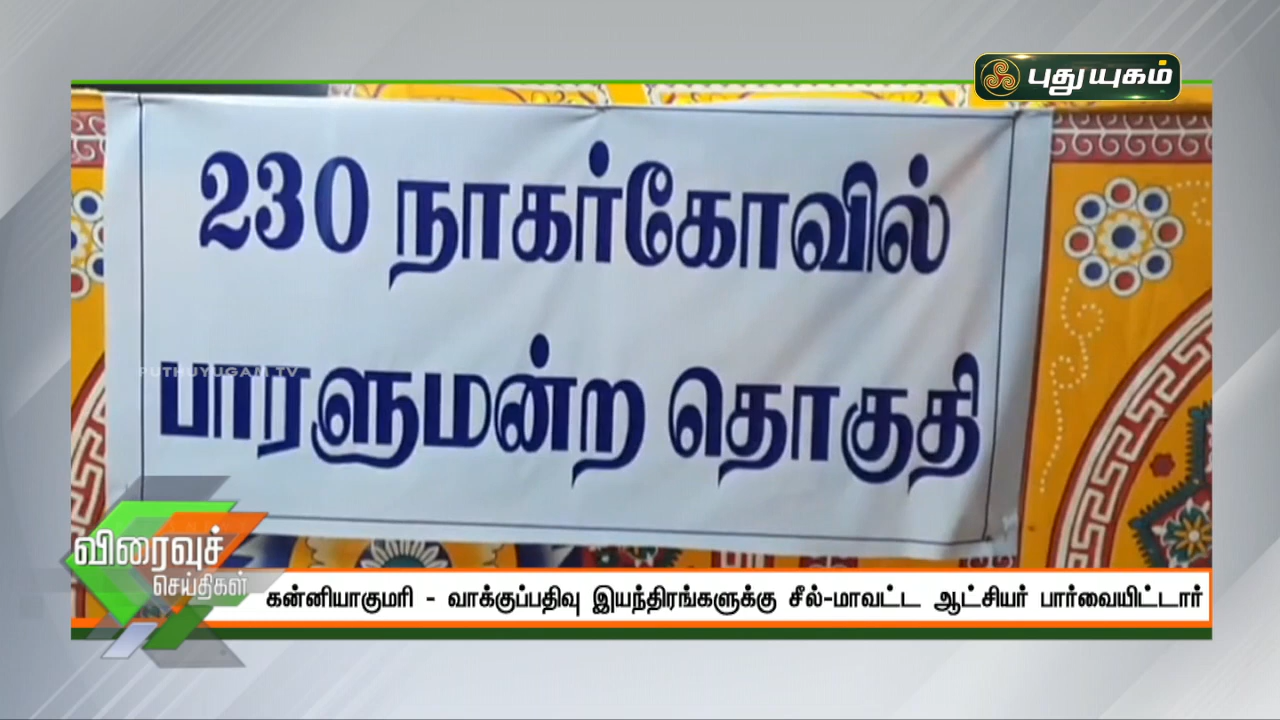 புதுயுகம்
230 நாகர்கோவில்
PUTHUYUGAM TV
பாரளுமன்ற தொகுதி
விரைவுச்
செய்திகள்
கன்னியாகுமரி - வாக்குப்பதிவு இயந்திரங்களுக்கு சீல்-மாவட்ட ஆட்சியர் பார்வையிட்டார்